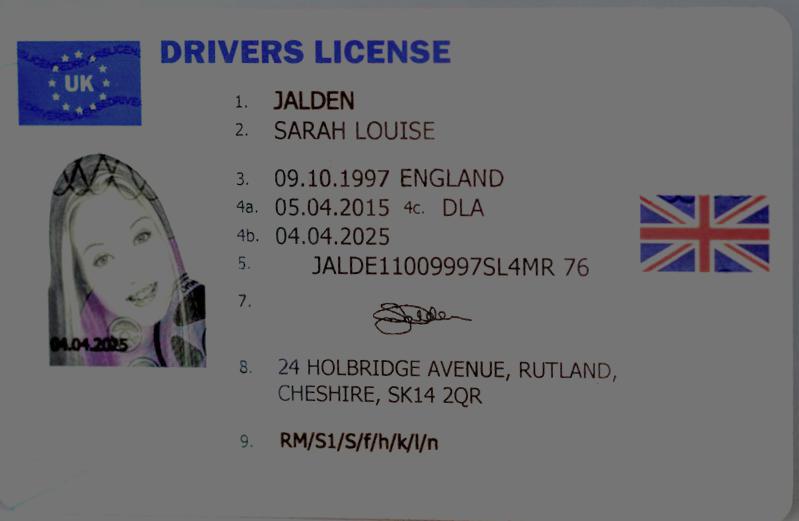 DRIVERS LICENSE
UK
1. JALDEN
2. SARAH LOUISE
3. 09.10.1997 ENGLAND
4a. 05.04.2015 4c. DLA
4b. 04.04.2025
5. JALDE11009997SL4MR 76
7. Jalden
8. 24 HOLBRIDGE AVENUE, RUTLAND,
CHESHIRE, SK14 2QR
9. RM/S1/S/f/h/k/l/n
04.04.2025